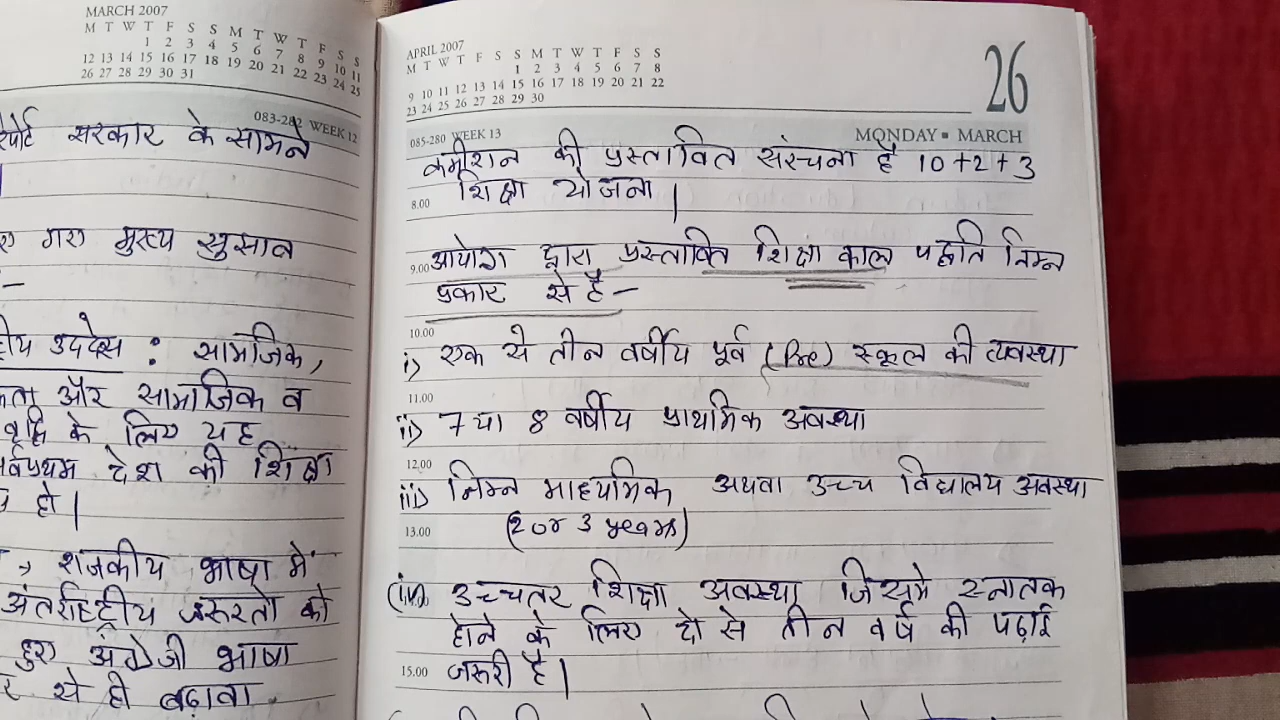 MARCH 2007
M T W T F S S M T W T F S S
1 2 3 4 5 6 7 8 9 10 11
12 13 14 15 16 17 18 19 20 21 22 23 24 25
26 27 28 29 30 31
083-282 WEEK 12
सरकार के सामने
गए मुख्य सुझाव
उददेस : सामाजिक,
और सामाजिक व
वृद्धि के लिए यह
देश की शिक्षा
हो |
, राजकीय भाषा में
अंतर्राष्ट्रीय जरूरतो को
हुए अंग्रेजी भाषा
से ही बढ़ावा
APRIL 2007
M T W T F S S M T W T F S S
1 2 3 4 5 6 7 8
9 10 11 12 13 14 15 16 17 18 19 20 21 22
23 24 25 26 27 28 29 30
26
085-280 WEEK 13
MONDAY ▪ MARCH
कमीशन की प्रस्तावित संरचना है 10+2+3
8.00 शिक्षा योजना |
9.00 आयोग द्वारा प्रस्तावित शिक्षा काल पद्धति निम्न
प्रकार से है –
10.00
i) एक से तीन वर्षीय पूर्व (Pre) स्कूल की व्यवस्था
11.00
ii) 7 या 8 वर्षीय प्राथमिक अवस्था
12.00
iii) निम्न माध्यमिक अथवा उच्च विद्यालय अवस्था
13.00 (2 or 3 years)
(iv) उच्चतर शिक्षा अवस्था जिसमे स्नातक
होने के लिए दो से तीन वर्ष की पढ़ाई
15.00 जरूरी है |